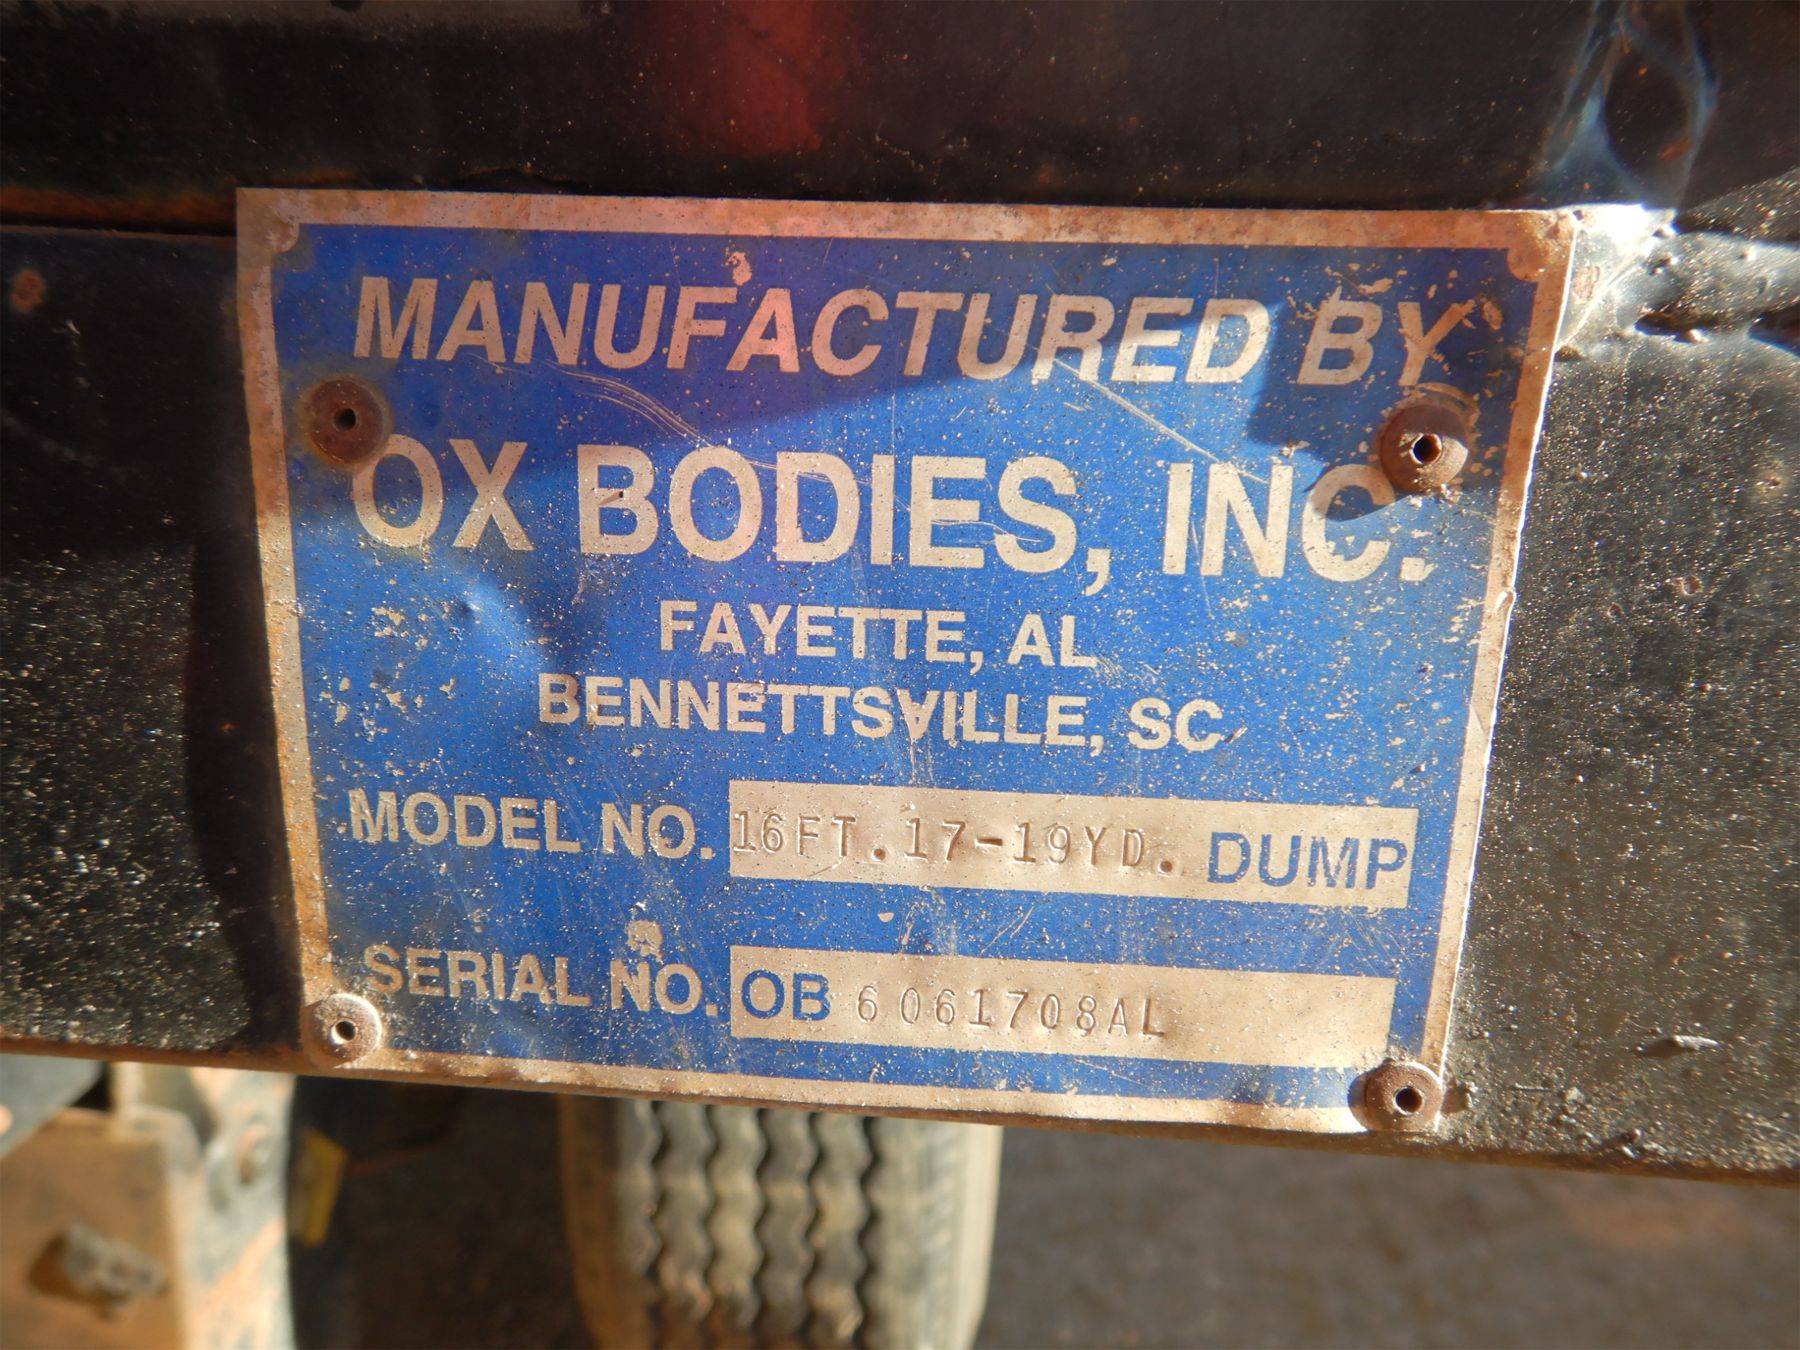 MANUFACTURED BY
OX BODIES, INC.
FAYETTE, AL
BENNETTSVILLE, SC
MODEL NO. 16FT.17-19YD. DUMP
SERIAL NO. OB 6061708AL